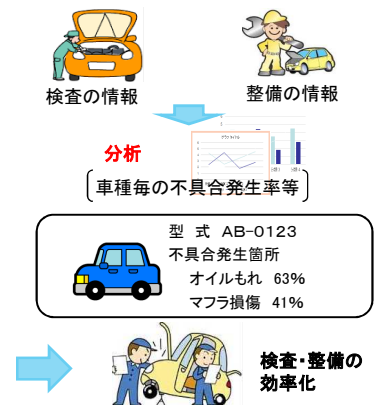 検査の情報
整備の情報
分析
車種毎の不具合発生率等
型 式 AB-0123
不具合発生箇所
オイルもれ 63%
マフラ損傷 41%
検査・整備の
効率化